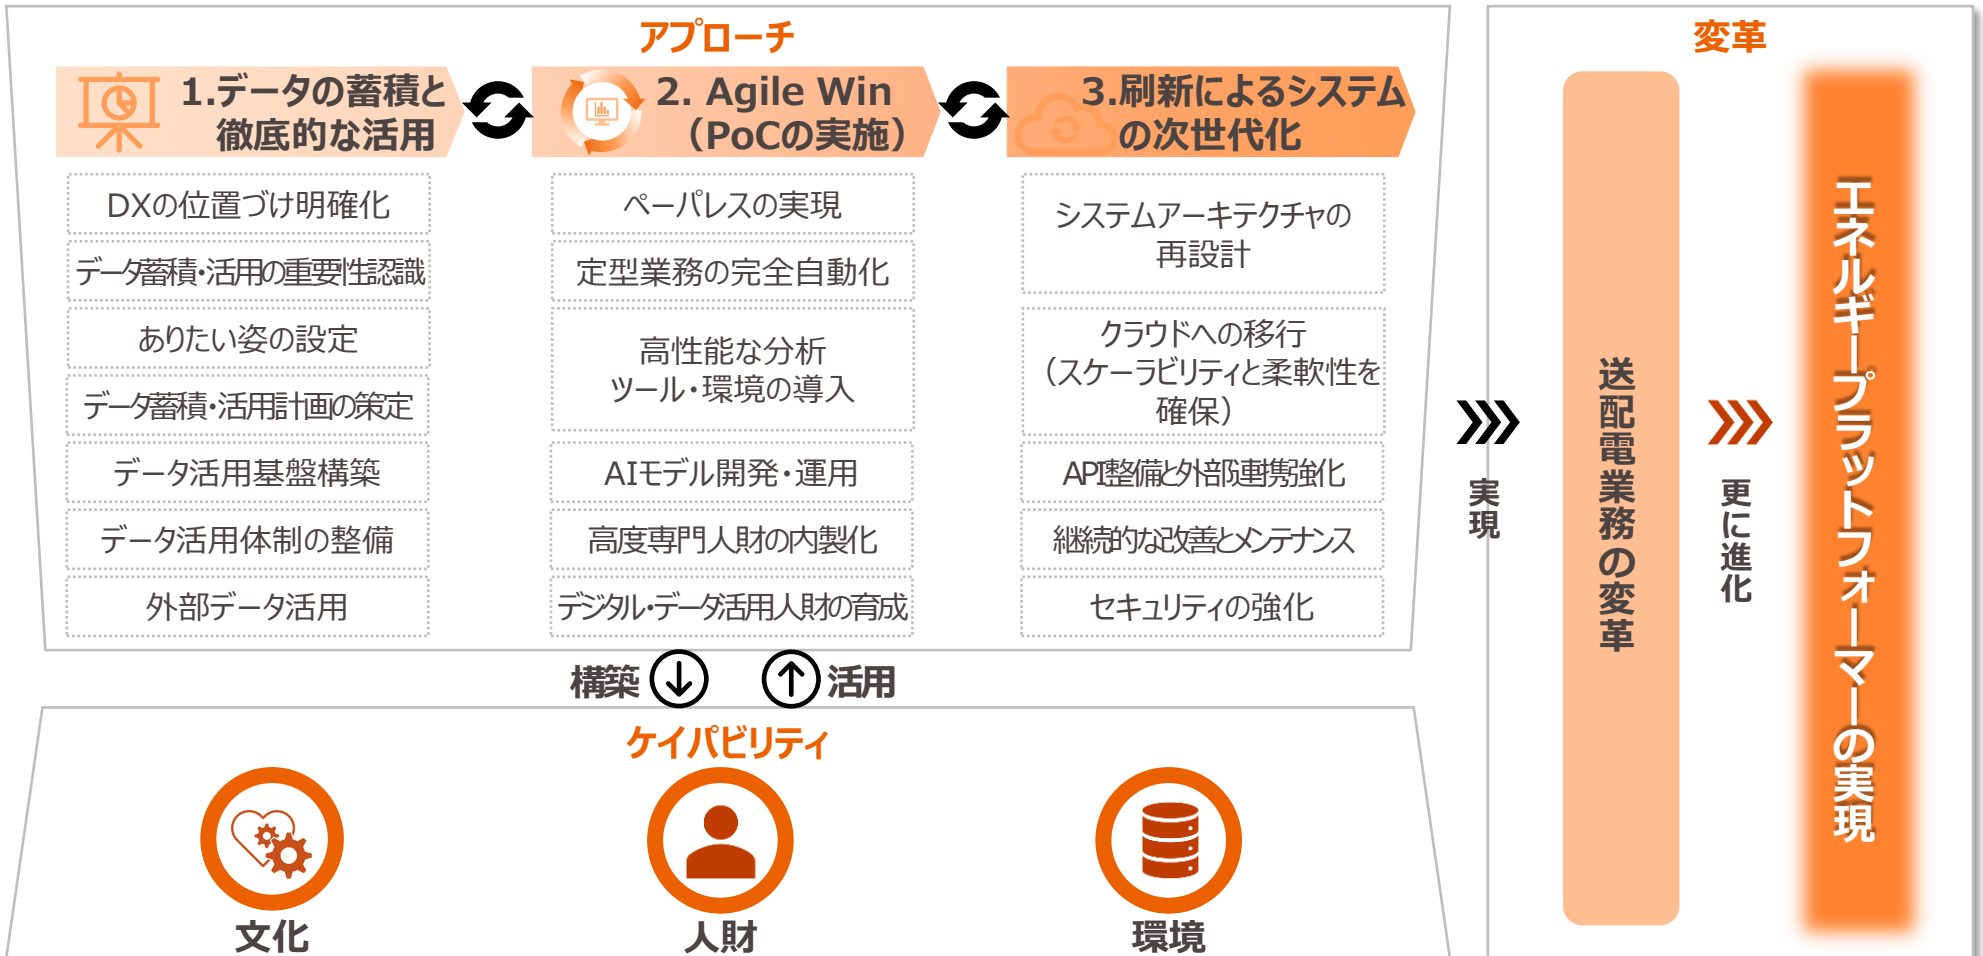 アプローチ
1.データの蓄積と
徹底的な活用
2. Agile Win
（PoCの実施）
3.刷新によるシステム
の次世代化
DXの位置づけ明確化
データ蓄積・活用の重要性認識
ありたい姿の設定
データ蓄積・活用計画の策定
データ活用基盤構築
データ活用体制の整備
外部データ活用
ペーパレスの実現
定型業務の完全自動化
高性能な分析
ツール・環境の導入
AIモデル開発・運用
高度専門人財の内製化
デジタル・データ活用人財の育成
システムアーキテクチャの
再設計
クラウドへの移行
（スケーラビリティと柔軟性を
確保）
API整備と外部連携強化
継続的な改善とメンテナンス
セキュリティの強化
構築
活用
ケイパビリティ
文化
人財
環境
実現
変革
送配電業務の変革
更に進化
エネルギープラットフォーマーの実現